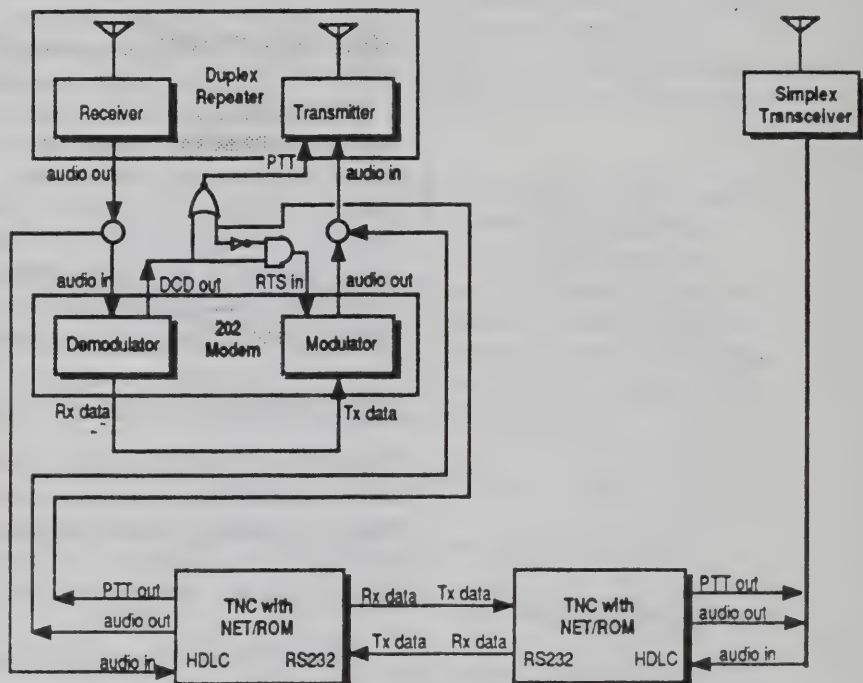 Duplex
Repeater
Receiver
Transmitter
Simplex
Transceiver
audio out
PTT
audio in
audio in
DCD out
RTS in
audio out
Demodulator
202
Modem
Modulator
Rx data
Tx data
PTT out
audio out
audio in
TNC with
NET/ROM
HDLC
RS232
Rx data
Tx data
Tx data
Rx data
TNC with
NET/ROM
RS232
HDLC
PTT out
audio out
audio in